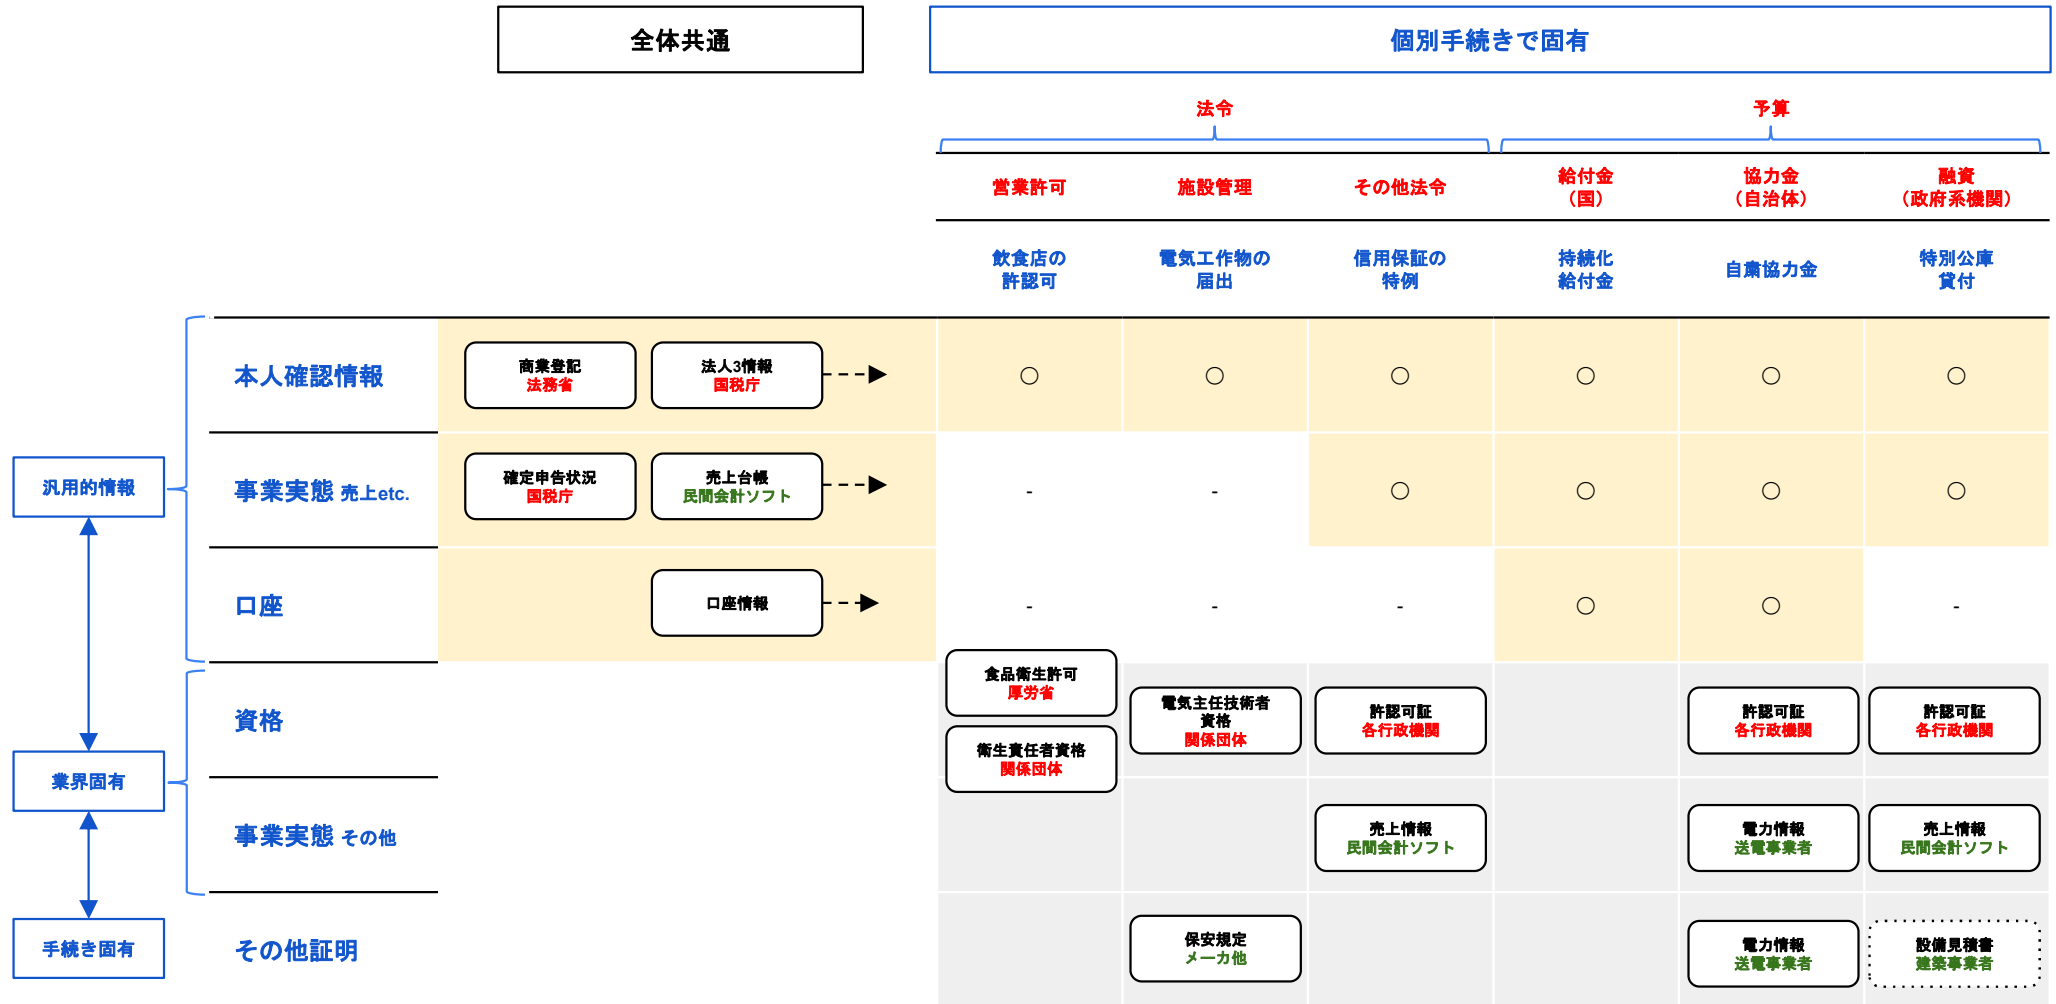 全体共通
個別手続きで固有
法令
予算
営業許可
施設管理
その他法令
給付金
（国）
協力金
（自治体）
融資
（政府系機関）
飲食店の
許認可
電気工作物の
届出
信用保証の
特例
持続化
給付金
自粛協力金
特別公庫
貸付
汎用的情報
業界固有
手続き固有
本人確認情報
商業登記
法務省
法人3情報
国税庁
○
○
○
○
○
○
事業実態 売上etc.
確定申告状況
国税庁
売上台帳
民間会計ソフト
-
-
○
○
○
○
口座
口座情報
-
-
-
○
○
-
資格
食品衛生許可
厚労省
衛生責任者資格
関係団体
電気主任技術者
資格
関係団体
許認可証
各行政機関
許認可証
各行政機関
許認可証
各行政機関
事業実態 その他
売上情報
民間会計ソフト
電力情報
送電事業者
売上情報
民間会計ソフト
その他証明
保安規定
メーカ他
電力情報
送電事業者
設備見積書
建築事業者